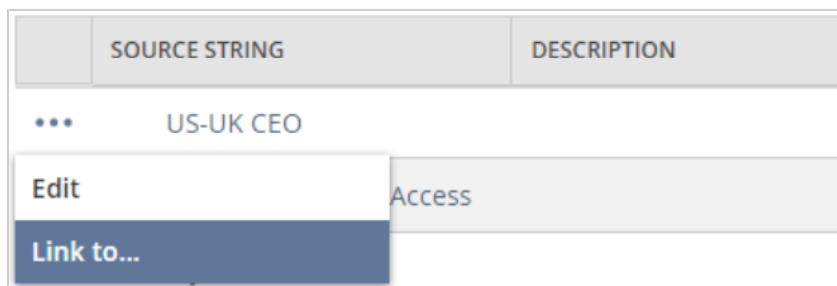 SOURCE STRING DESCRIPTION
••• US-UK CEO
Edit
Access
Link to...